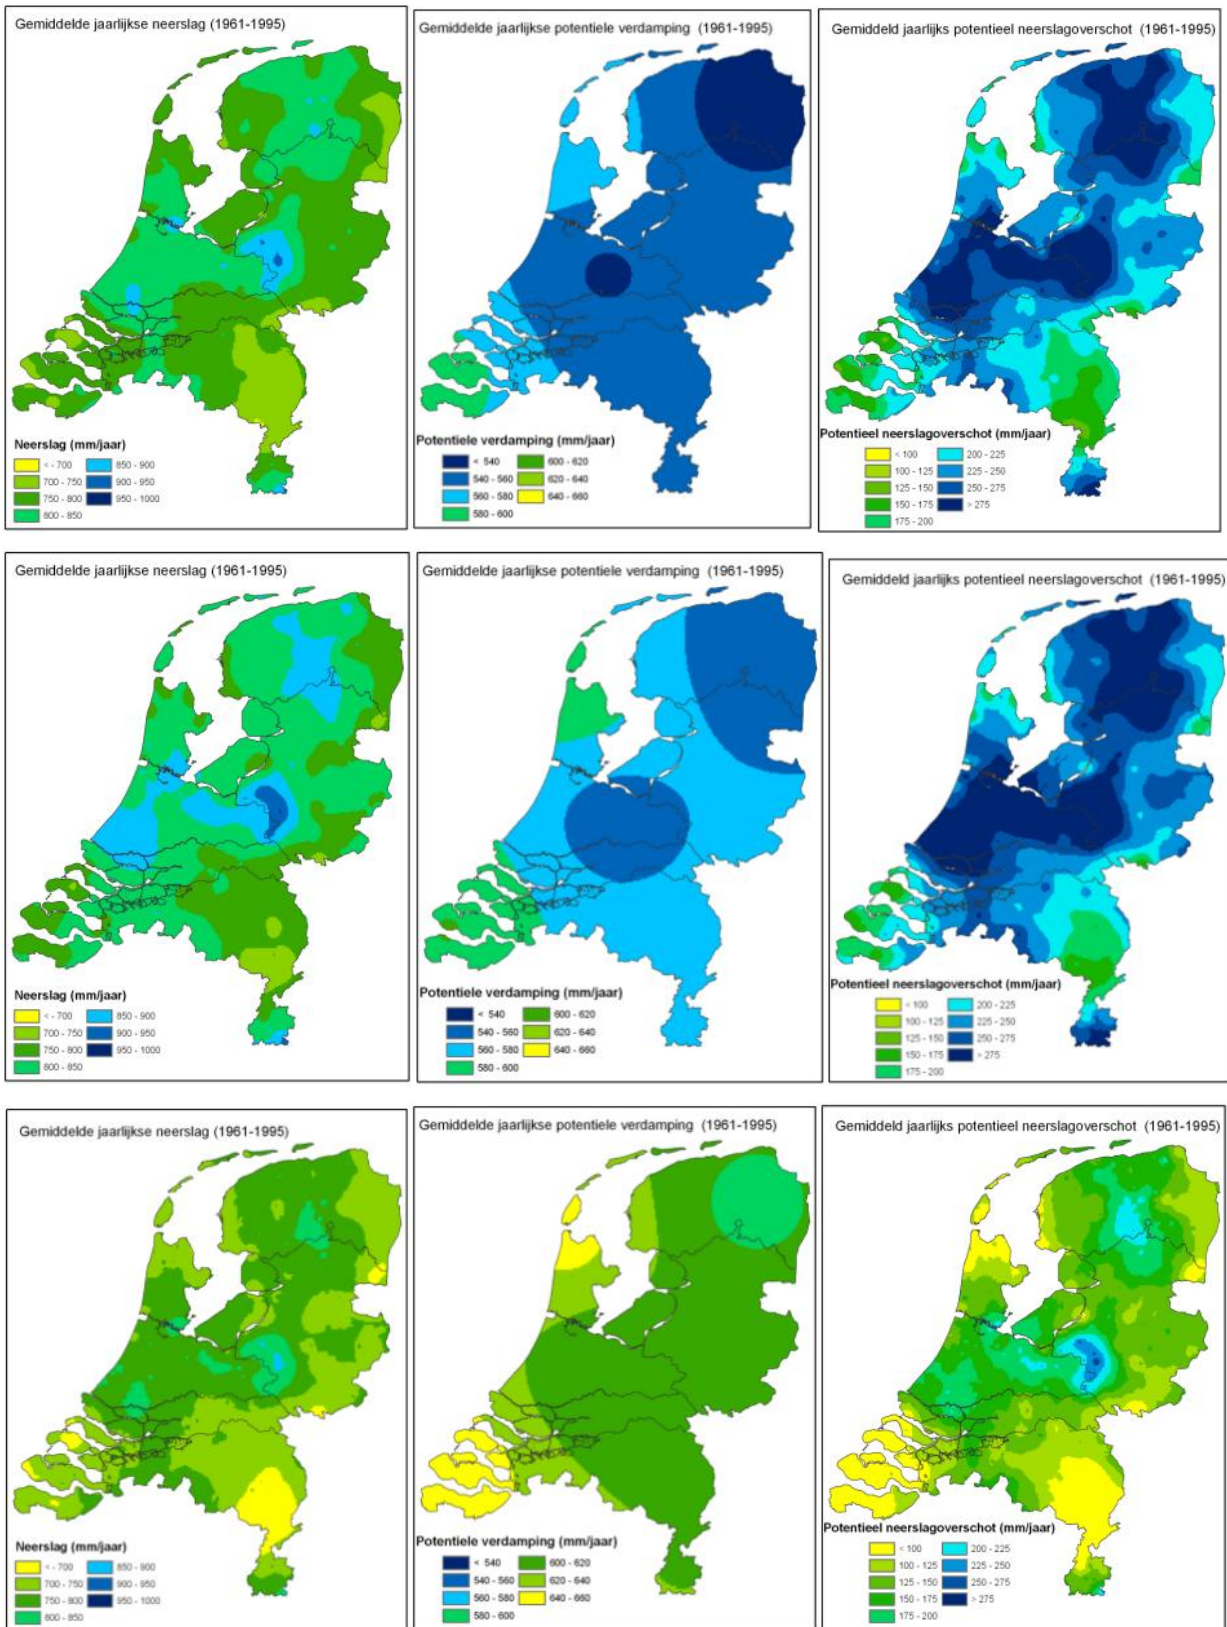 Gemiddelde jaarlijkse neerslag (1961-1995)
Neerslag (mm/jaar)
< - 700
850 - 900
700 - 750
900 - 950
750 - 800
950 - 1000
800 - 850
Gemiddelde jaarlijkse potentiele verdamping (1961-1995)
Potentiele verdamping (mm/jaar)
< 540
600 - 620
540 - 560
620 - 640
560 - 580
640 - 660
580 - 600
Gemiddeld jaarlijks potentieel neerslagoverschot (1961-1995)
Potentieel neerslagoverschot (mm/jaar)
< 100
200 - 225
100 - 125
225 - 250
125 - 150
250 - 275
150 - 175
> 275
175 - 200
Gemiddelde jaarlijkse neerslag (1961-1995)
Neerslag (mm/jaar)
< - 700
850 - 900
700 - 750
900 - 950
750 - 800
950 - 1000
800 - 850
Gemiddelde jaarlijkse potentiele verdamping (1961-1995)
Potentiele verdamping (mm/jaar)
< 540
600 - 620
540 - 560
620 - 640
560 - 580
640 - 660
580 - 600
Gemiddeld jaarlijks potentieel neerslagoverschot (1961-1995)
Potentieel neerslagoverschot (mm/jaar)
< 100
200 - 225
100 - 125
225 - 250
125 - 150
250 - 275
150 - 175
> 275
175 - 200
Gemiddelde jaarlijkse neerslag (1961-1995)
Neerslag (mm/jaar)
< - 700
850 - 900
700 - 750
900 - 950
750 - 800
950 - 1000
800 - 850
Gemiddelde jaarlijkse potentiele verdamping (1961-1995)
Potentiele verdamping (mm/jaar)
< 540
600 - 620
540 - 560
620 - 640
560 - 580
640 - 660
580 - 600
Gemiddeld jaarlijks potentieel neerslagoverschot (1961-1995)
Potentieel neerslagoverschot (mm/jaar)
< 100
200 - 225
100 - 125
225 - 250
125 - 150
250 - 275
150 - 175
> 275
175 - 200